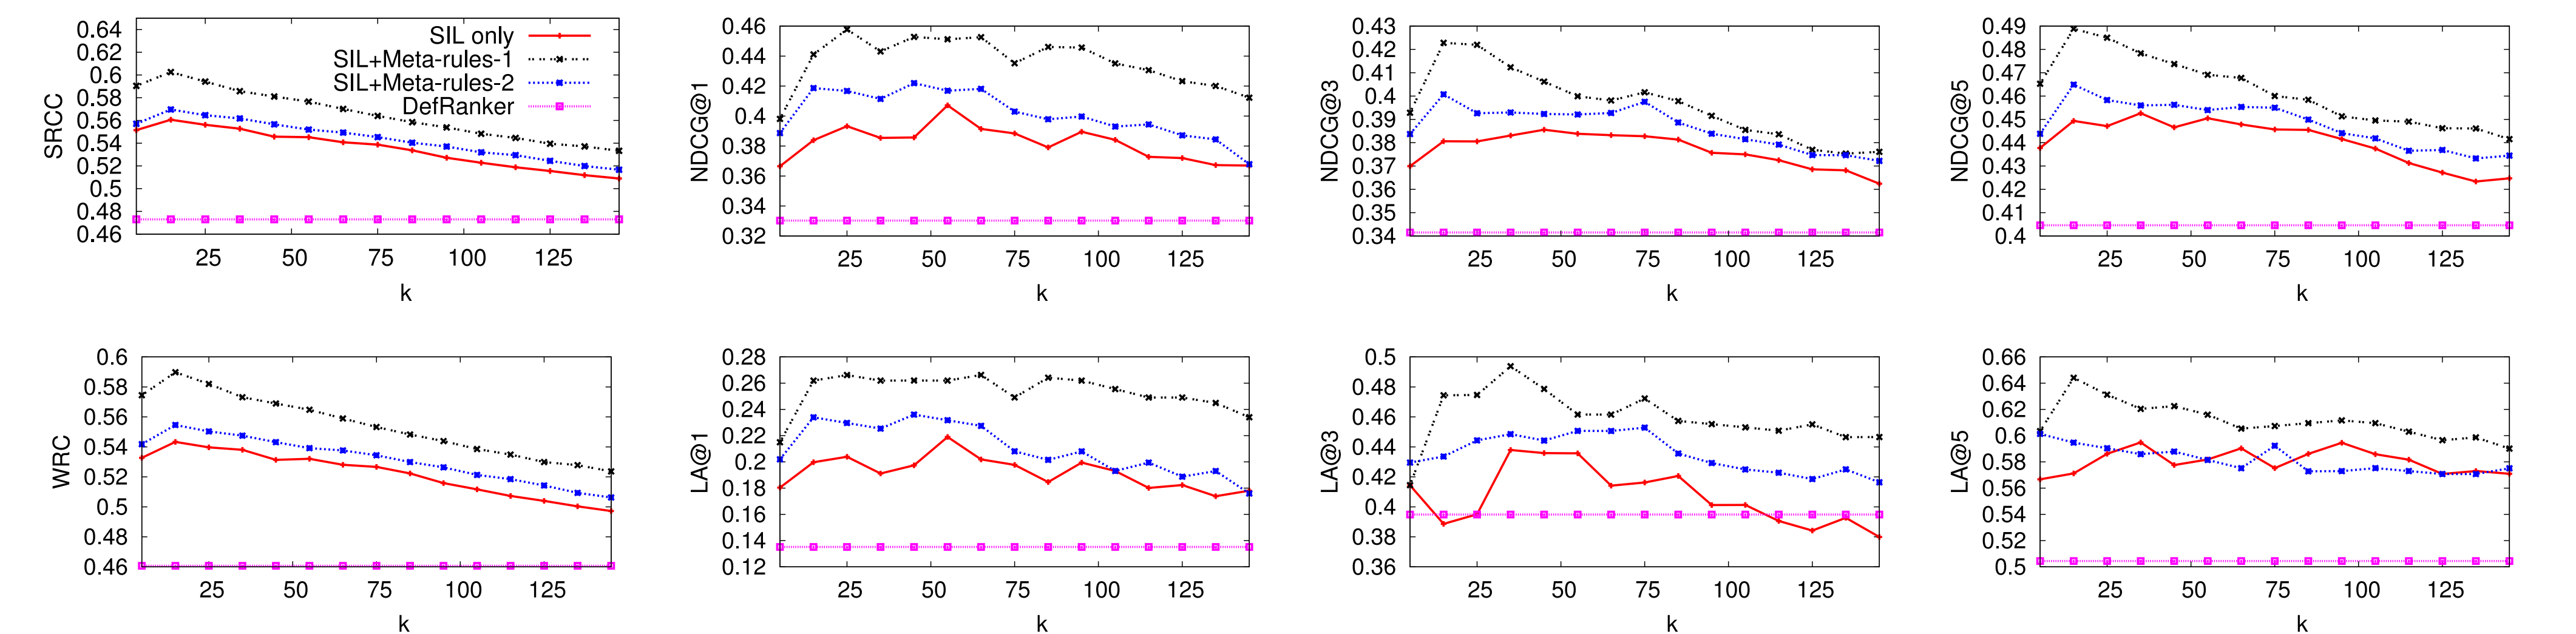 SRCC
0.64
0.62
0.6
0.58
0.56
0.54
0.52
0.5
0.48
0.46
SIL only
SIL+Meta-rules-1
SIL+Meta-rules-2
DefRanker
25 50 75 100 125
k
NDCG@1
0.46
0.44
0.42
0.4
0.38
0.36
0.34
0.32
25 50 75 100 125
k
NDCG@3
0.43
0.42
0.41
0.4
0.39
0.38
0.37
0.36
0.35
0.34
25 50 75 100 125
k
NDCG@5
0.49
0.48
0.47
0.46
0.45
0.44
0.43
0.42
0.41
0.4
25 50 75 100 125
k
WRC
0.6
0.58
0.56
0.54
0.52
0.5
0.48
0.46
25 50 75 100 125
k
LA@1
0.28
0.26
0.24
0.22
0.2
0.18
0.16
0.14
0.12
25 50 75 100 125
k
LA@3
0.5
0.48
0.46
0.44
0.42
0.4
0.38
0.36
25 50 75 100 125
k
LA@5
0.66
0.64
0.62
0.6
0.58
0.56
0.54
0.52
0.5
25 50 75 100 125
k